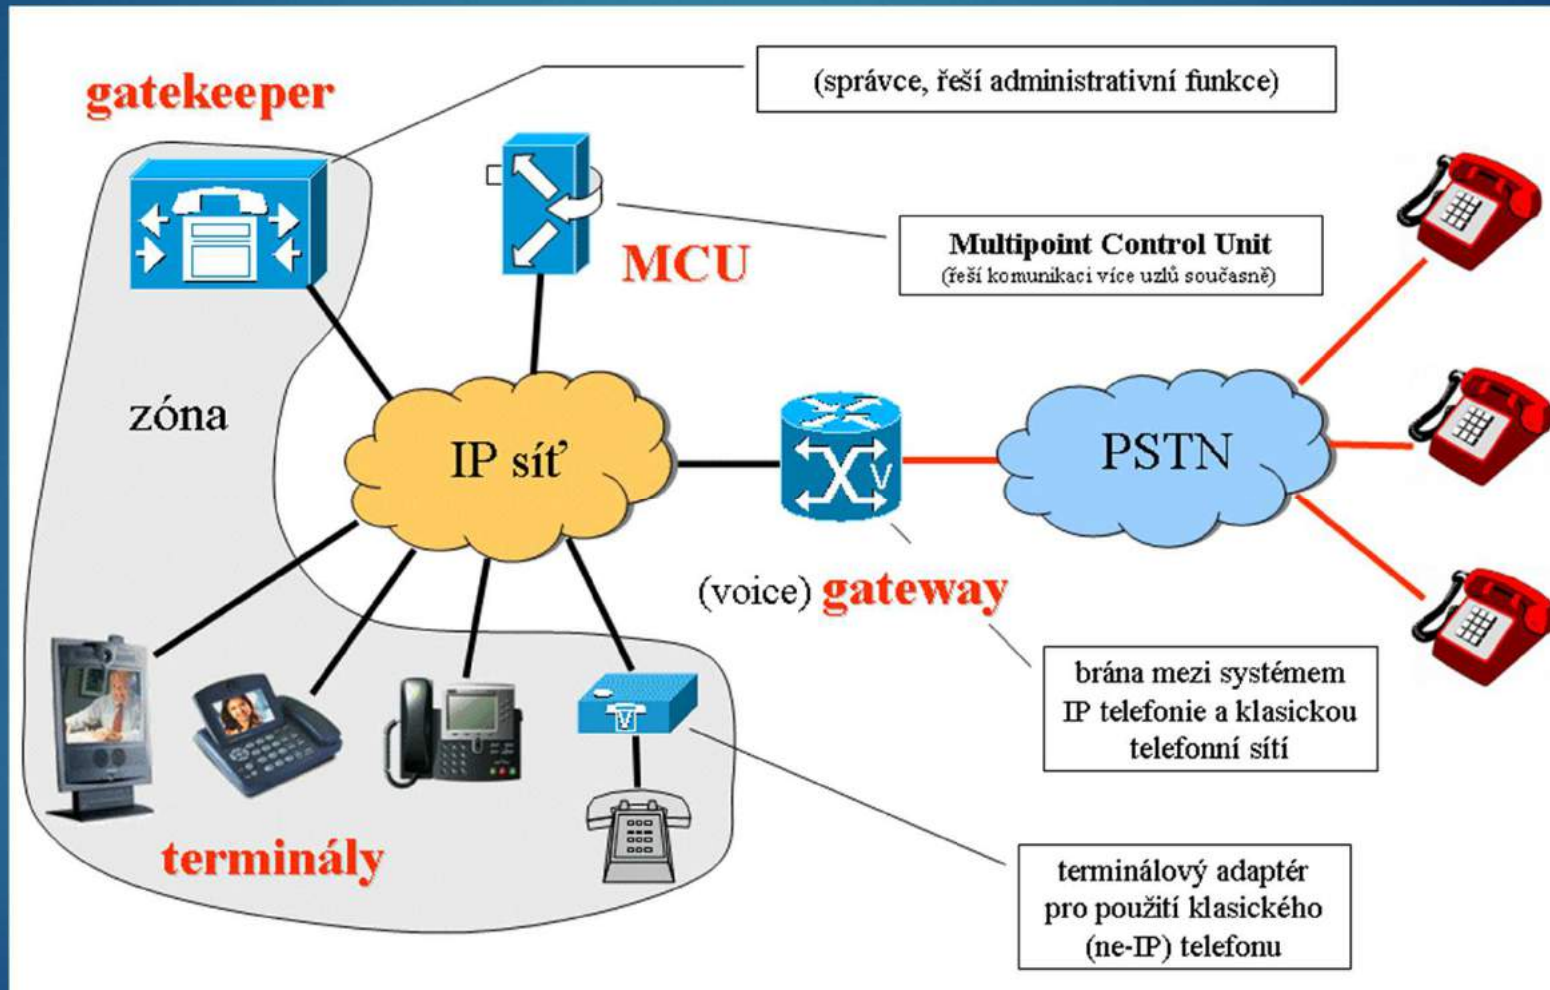 gatekeeper
(správce, řeší administrativní funkce)
MCU
Multipoint Control Unit
(řeší komunikaci více uzlů současně)
zóna
IP síť
PSTN
V
(voice) gateway
brána mezi systémem
IP telefonie a klasickou
telefonní sítí
V
terminály
terminálový adaptér
pro použití klasického
(ne-IP) telefonu